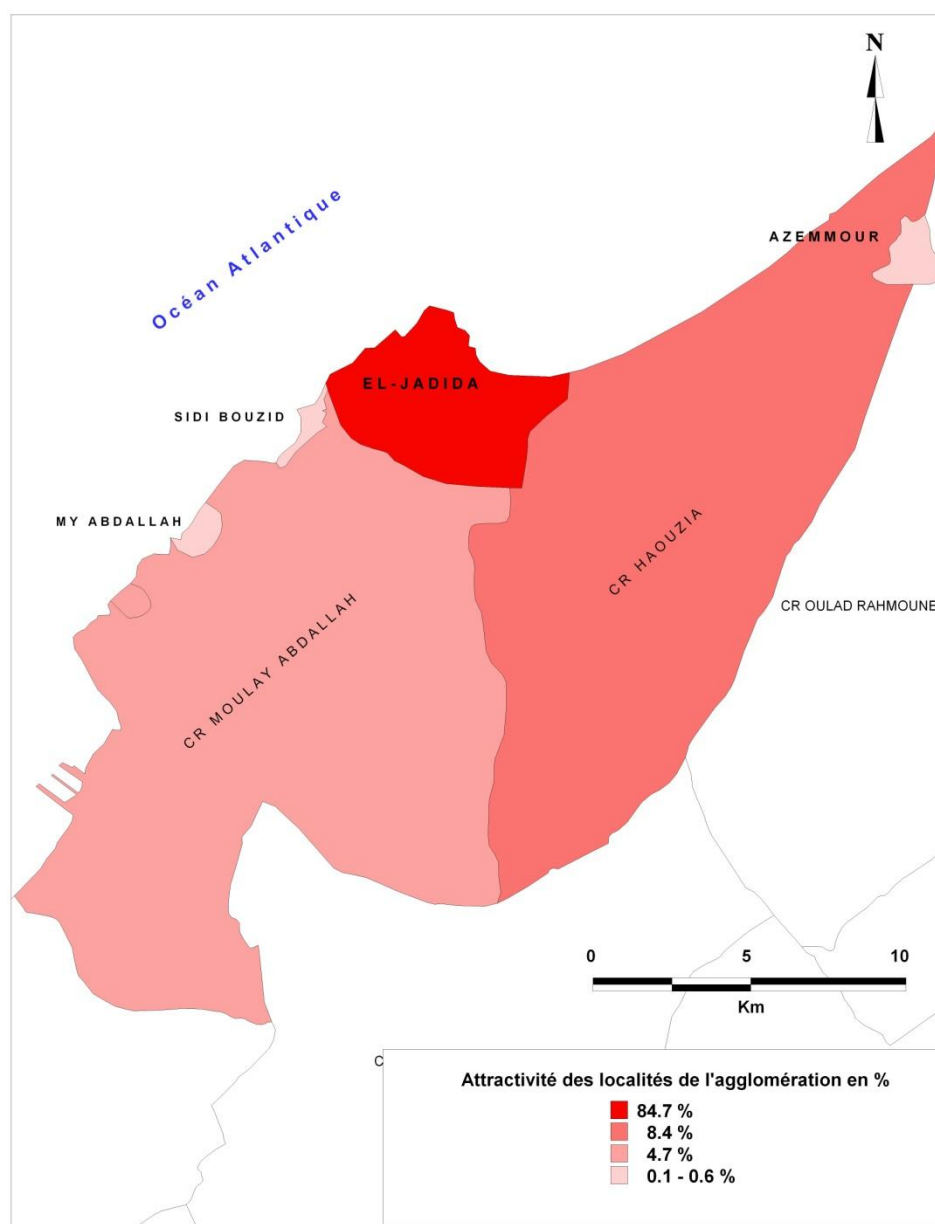 N
Océan Atlantique
AZEMMOUR
EL-JADIDA
SIDI BOUZID
MY ABDALLAH
CR HAOUZIA
CR OULAD RAHMOUNE
CR MOULAY ABDALLAH
0 5 10
Km
C
Attractivité des localités de l'agglomération en %
84.7 %
8.4 %
4.7 %
0.1 - 0.6 %